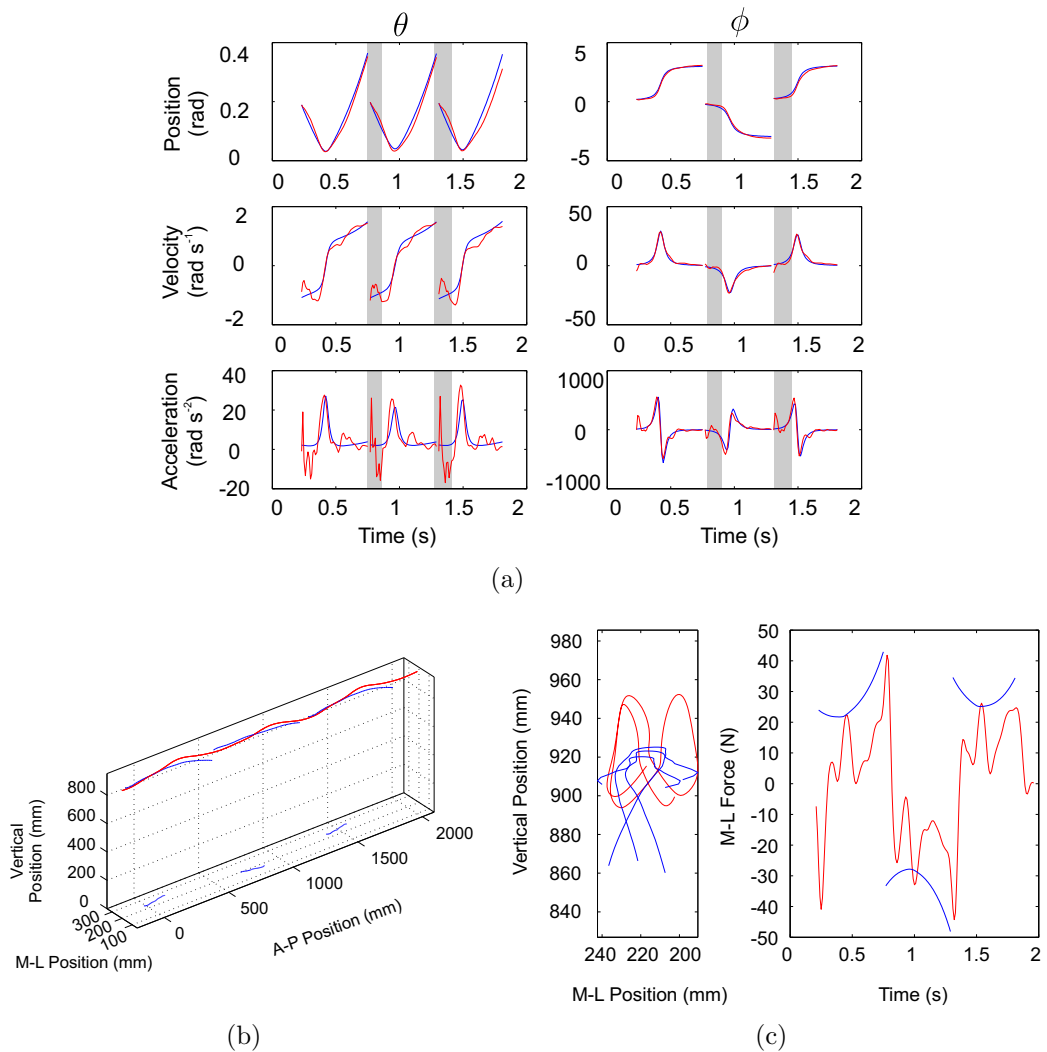 θ
φ
Position
(rad)
0.4
0.2
0
0 0.5 1 1.5 2
5
0
-5
0 0.5 1 1.5 2
Velocity
(rad s-1)
2
0
-2
0 0.5 1 1.5 2
50
0
-50
0 0.5 1 1.5 2
Acceleration
(rad s-2)
40
20
0
-20
0 0.5 1 1.5 2
1000
0
-1000
0 0.5 1 1.5 2
Time (s)
Time (s)
(a)
Vertical
Position (mm)
800
600
400
200
0
300
200
100
M-L Position (mm)
0
500
1000
1500
2000
A-P Position (mm)
(b)
Vertical Position (mm)
980
960
940
920
900
880
860
840
240 220 200
M-L Position (mm)
M-L Force (N)
50
40
30
20
10
0
-10
-20
-30
-40
-50
0 0.5 1 1.5 2
Time (s)
(c)